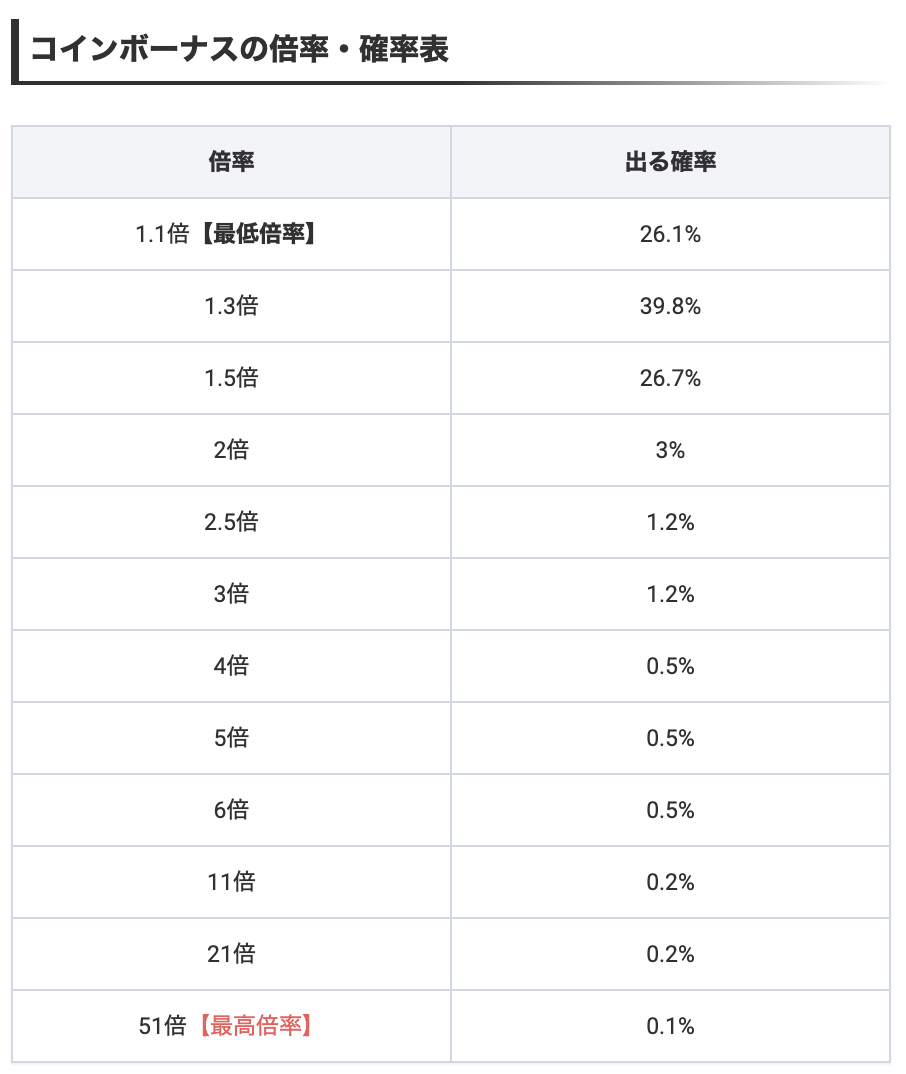 コインボーナスの倍率・確率表
倍率 出る確率
1.1倍【最低倍率】 26.1%
1.3倍 39.8%
1.5倍 26.7%
2倍 3%
2.5倍 1.2%
3倍 1.2%
4倍 0.5%
5倍 0.5%
6倍 0.5%
11倍 0.2%
21倍 0.2%
51倍【最高倍率】 0.1%